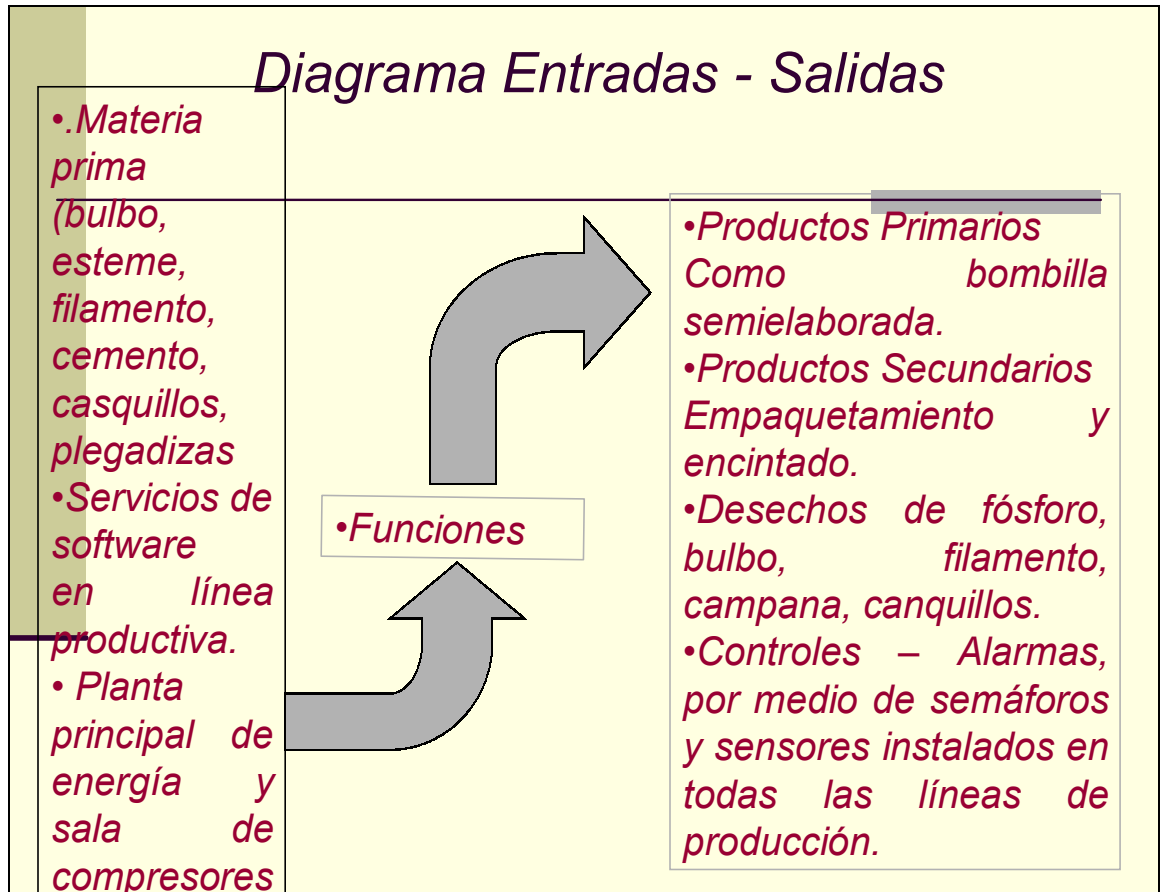 Diagrama Entradas - Salidas
•.Materia
prima
(bulbo,
esteme,
filamento,
cemento,
casquillos,
plegadizas
•Servicios de
software
en línea
productiva.
• Planta
principal de
energía y
sala de
compresores
•Funciones
•Productos Primarios
Como bombilla
semielaborada.
•Productos Secundarios
Empaquetamiento y
encintado.
•Desechos de fósforo,
bulbo, filamento,
campana, canquillos.
•Controles – Alarmas,
por medio de semáforos
y sensores instalados en
todas las líneas de
producción.